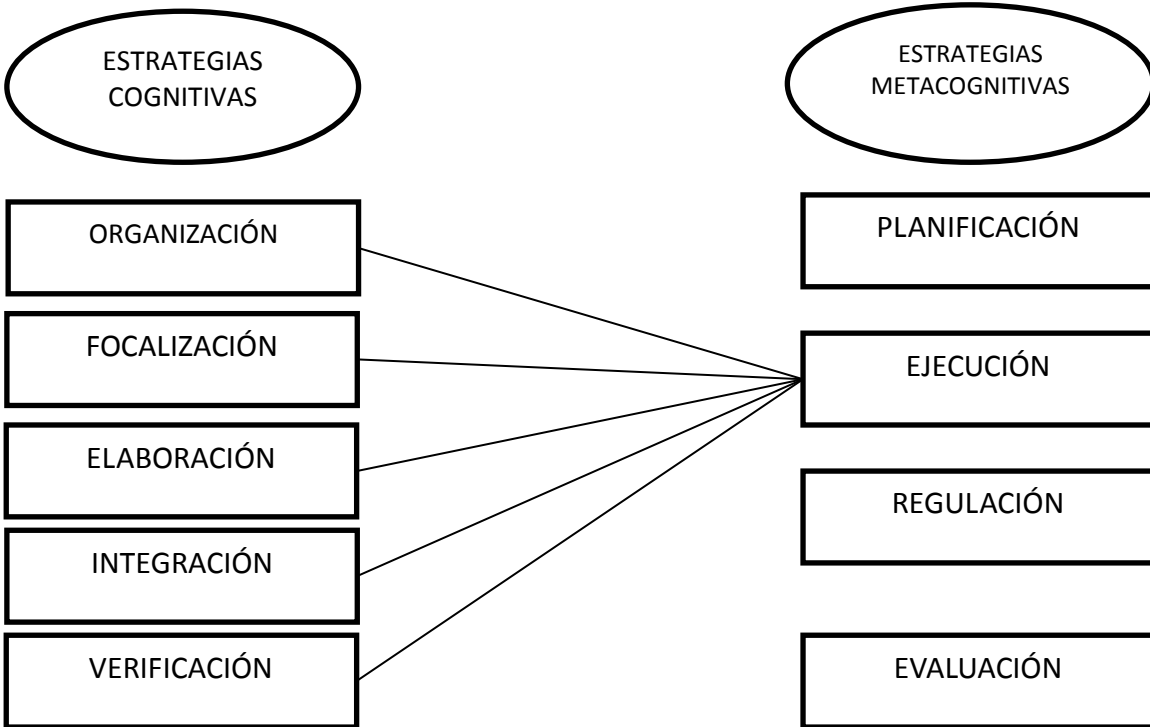 ESTRATEGIAS
COGNITIVAS
ORGANIZACIÓN
FOCALIZACIÓN
ELABORACIÓN
INTEGRACIÓN
VERIFICACIÓN
ESTRATEGIAS
METACOGNITIVAS
PLANIFICACIÓN
EJECUCIÓN
REGULACIÓN
EVALUACIÓN